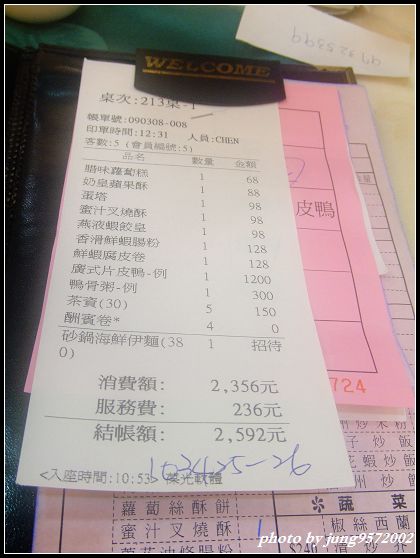 97325399
WELCOME
桌次:213桌-1
帳單號:090308-008
印單時間:12:31 人員:CHEN
客數:5 (會員編號:5)
品名 數量 金額
腊味蘿蔔糕 1 68
奶皇蘋果酥 1 88
蛋塔 1 98
蜜汁叉燒酥 1 98
燕液蝦餃皇 1 98
香滑鮮蝦腸粉 1 128
鮮蝦腐皮卷 1 128
廣式片皮鴨-例 1 1200
鴨骨粥-例 1 300
茶資(30) 5 150
酬賓卷* 4 0
砂鍋海鮮伊麵(380) 1 招待
消費額: 2,356元
服務費: 236元
結帳額: 2,592元
<入座時間:10:53>
皮鴨
724
蘿蔔絲酥餅
蜜汁叉燒酥
炒飯
蔬菜
椒絲西蘭
photo by jung9572002